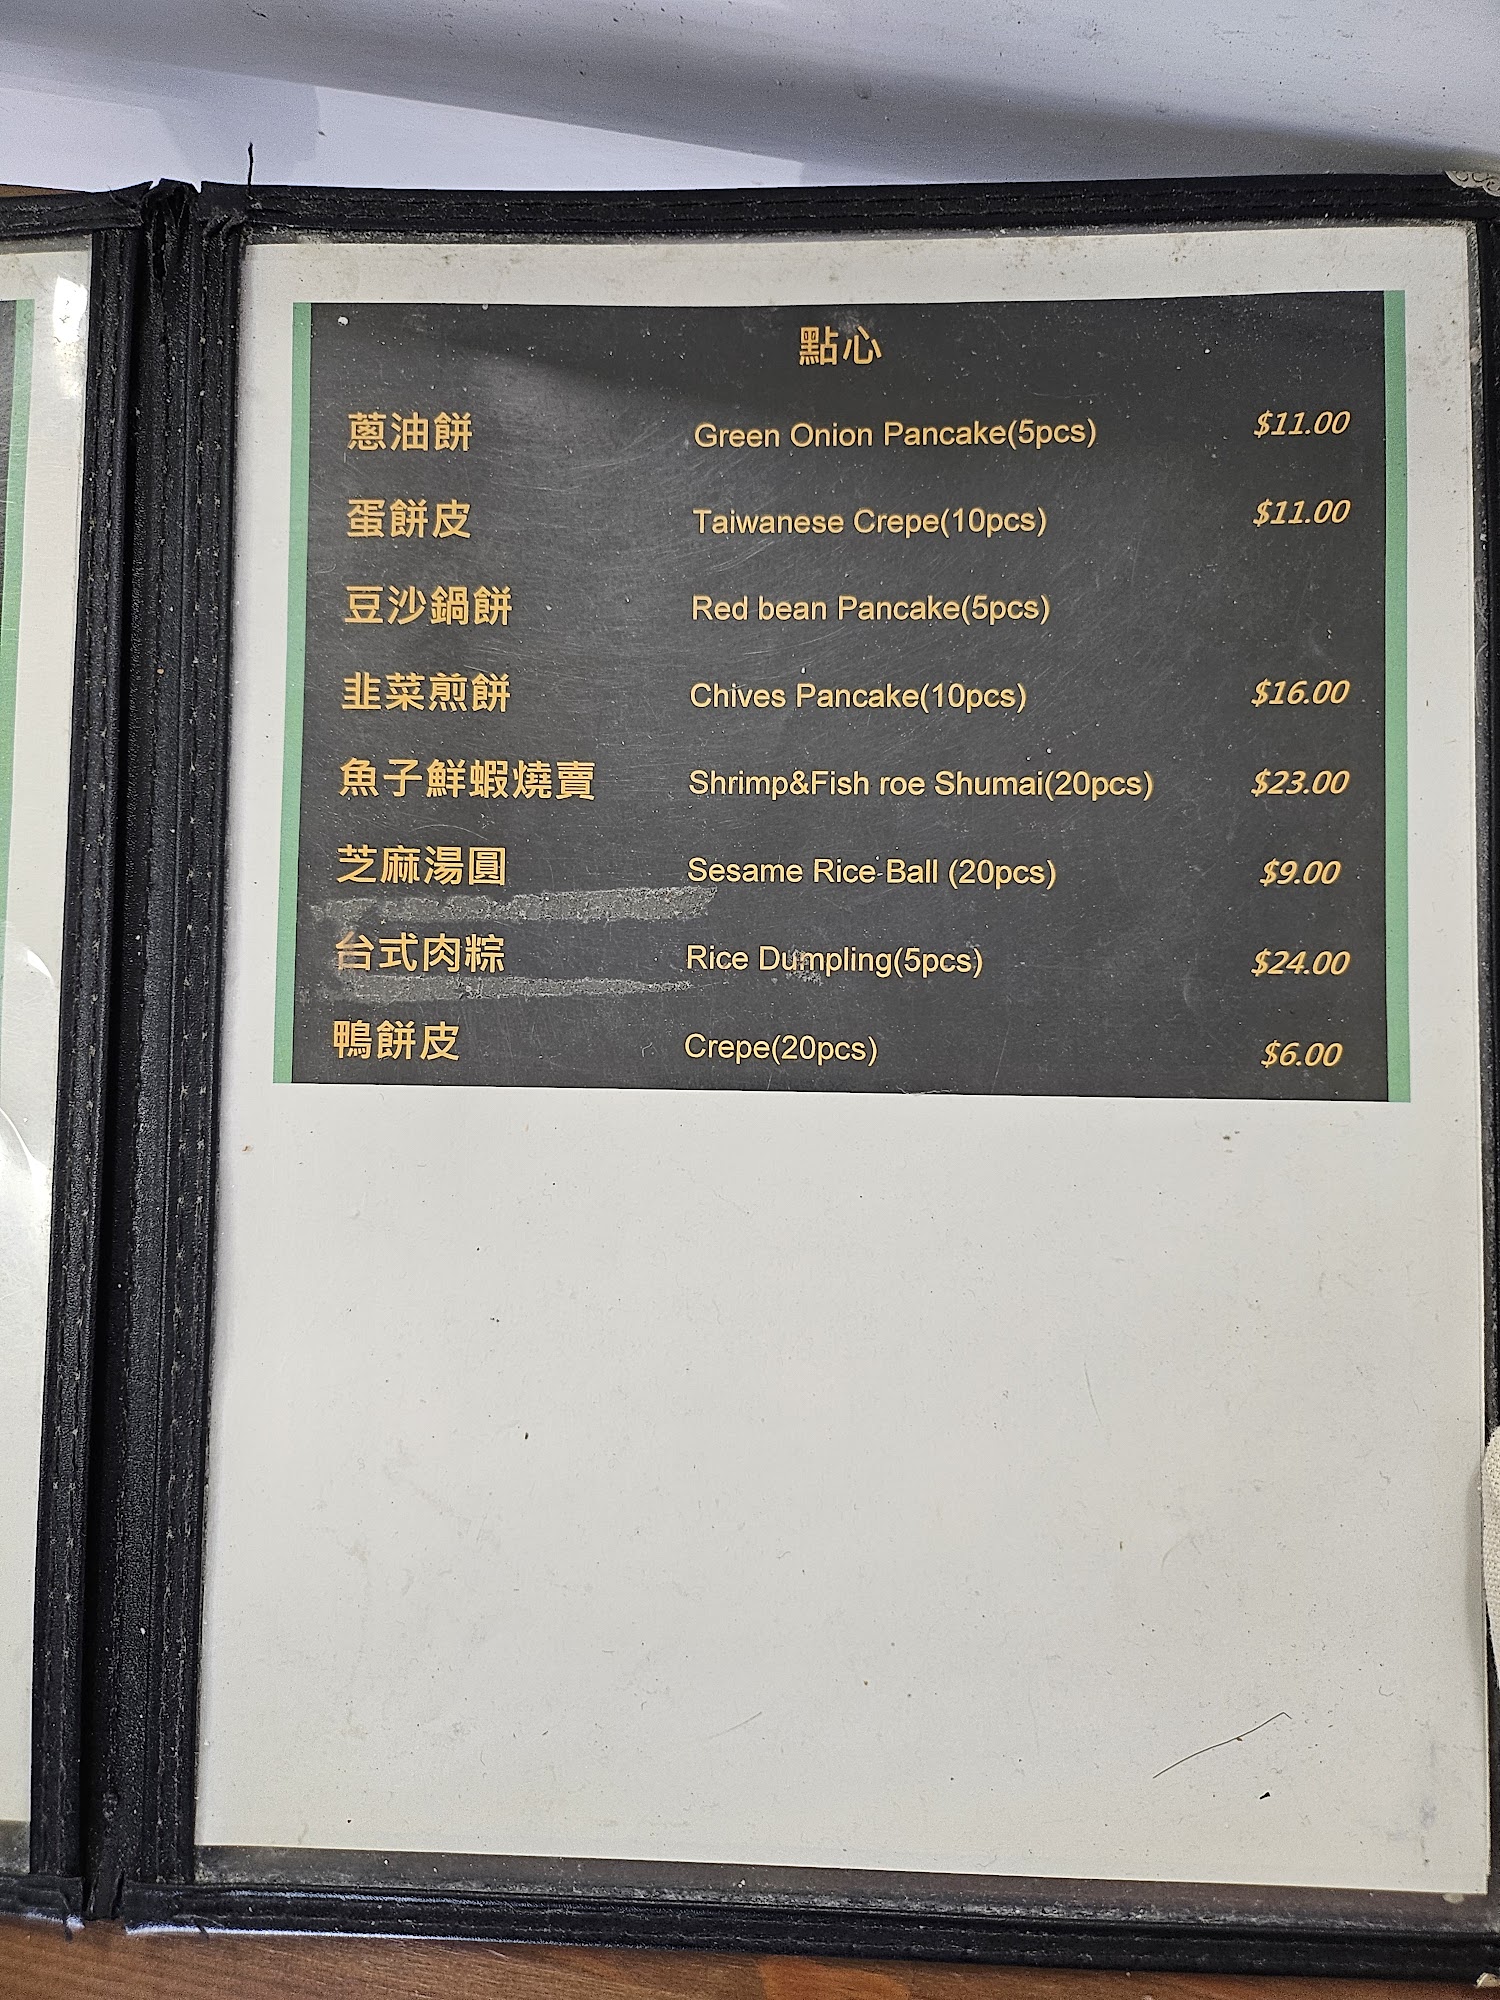 點心
蔥油餅 Green Onion Pancake(5pcs) $11.00
蛋餅皮 Taiwanese Crepe(10pcs) $11.00
豆沙鍋餅 Red bean Pancake(5pcs)
韭菜煎餅 Chives Pancake(10pcs) $16.00
魚子鮮蝦燒賣 Shrimp&Fish roe Shumai(20pcs) $23.00
芝麻湯圓 Sesame Rice Ball (20pcs) $9.00
台式肉粽 Rice Dumpling(5pcs) $24.00
鴨餅皮 Crepe(20pcs) $6.00